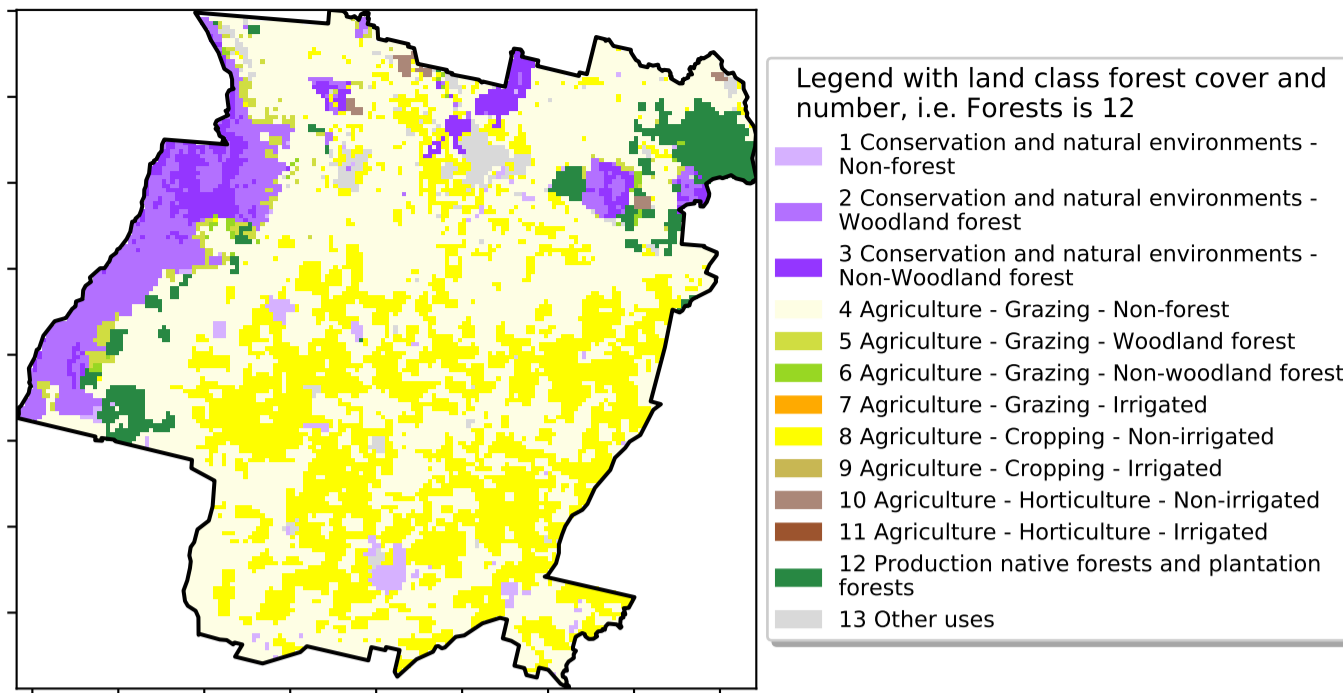 Legend with land class forest cover and
number, i.e. Forests is 12
1 Conservation and natural environments -
Non-forest
2 Conservation and natural environments -
Woodland forest
3 Conservation and natural environments -
Non-Woodland forest
4 Agriculture - Grazing - Non-forest
5 Agriculture - Grazing - Woodland forest
6 Agriculture - Grazing - Non-woodland forest
7 Agriculture - Grazing - Irrigated
8 Agriculture - Cropping - Non-irrigated
9 Agriculture - Cropping - Irrigated
10 Agriculture - Horticulture - Non-irrigated
11 Agriculture - Horticulture - Irrigated
12 Production native forests and plantation
forests
13 Other uses